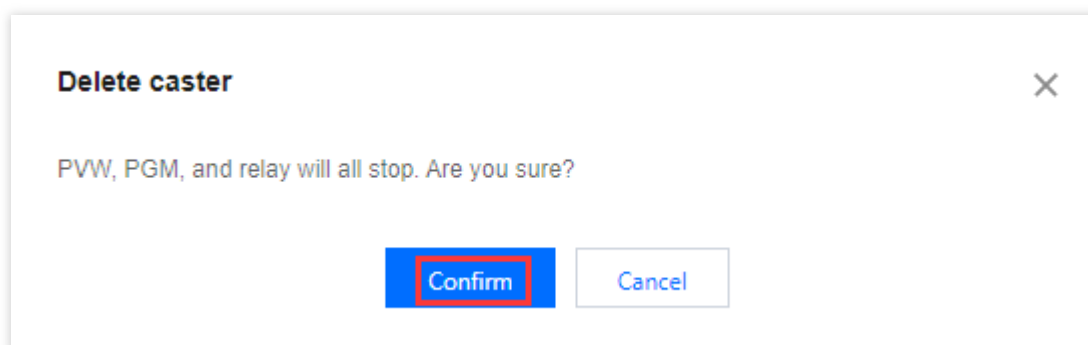 Delete caster
PVW, PGM, and relay will all stop. Are you sure?
Confirm
Cancel